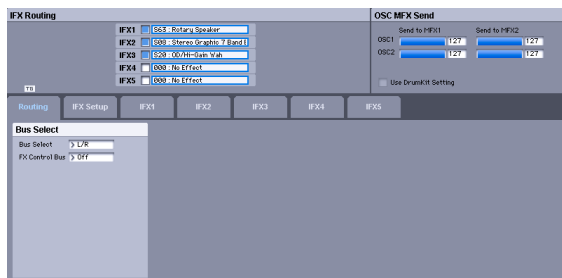 IFX Routing
IFX1 S63 : Rotary Speaker
IFX2 S08 : Stereo Graphic 7 Band E
IFX3 S20 : OD/Hi-Gain Wah
IFX4 000 : No Effect
IFX5 000 : No Effect
TB
OSC MFX Send
Send to MFX1 Send to MFX2
OSC1 127 127
OSC2 127 127
Use DrumKit Setting
Routing IFX Setup IFX1 IFX2 IFX3 IFX4 IFX5
Bus Select
Bus Select L/R
FX Control Bus Off